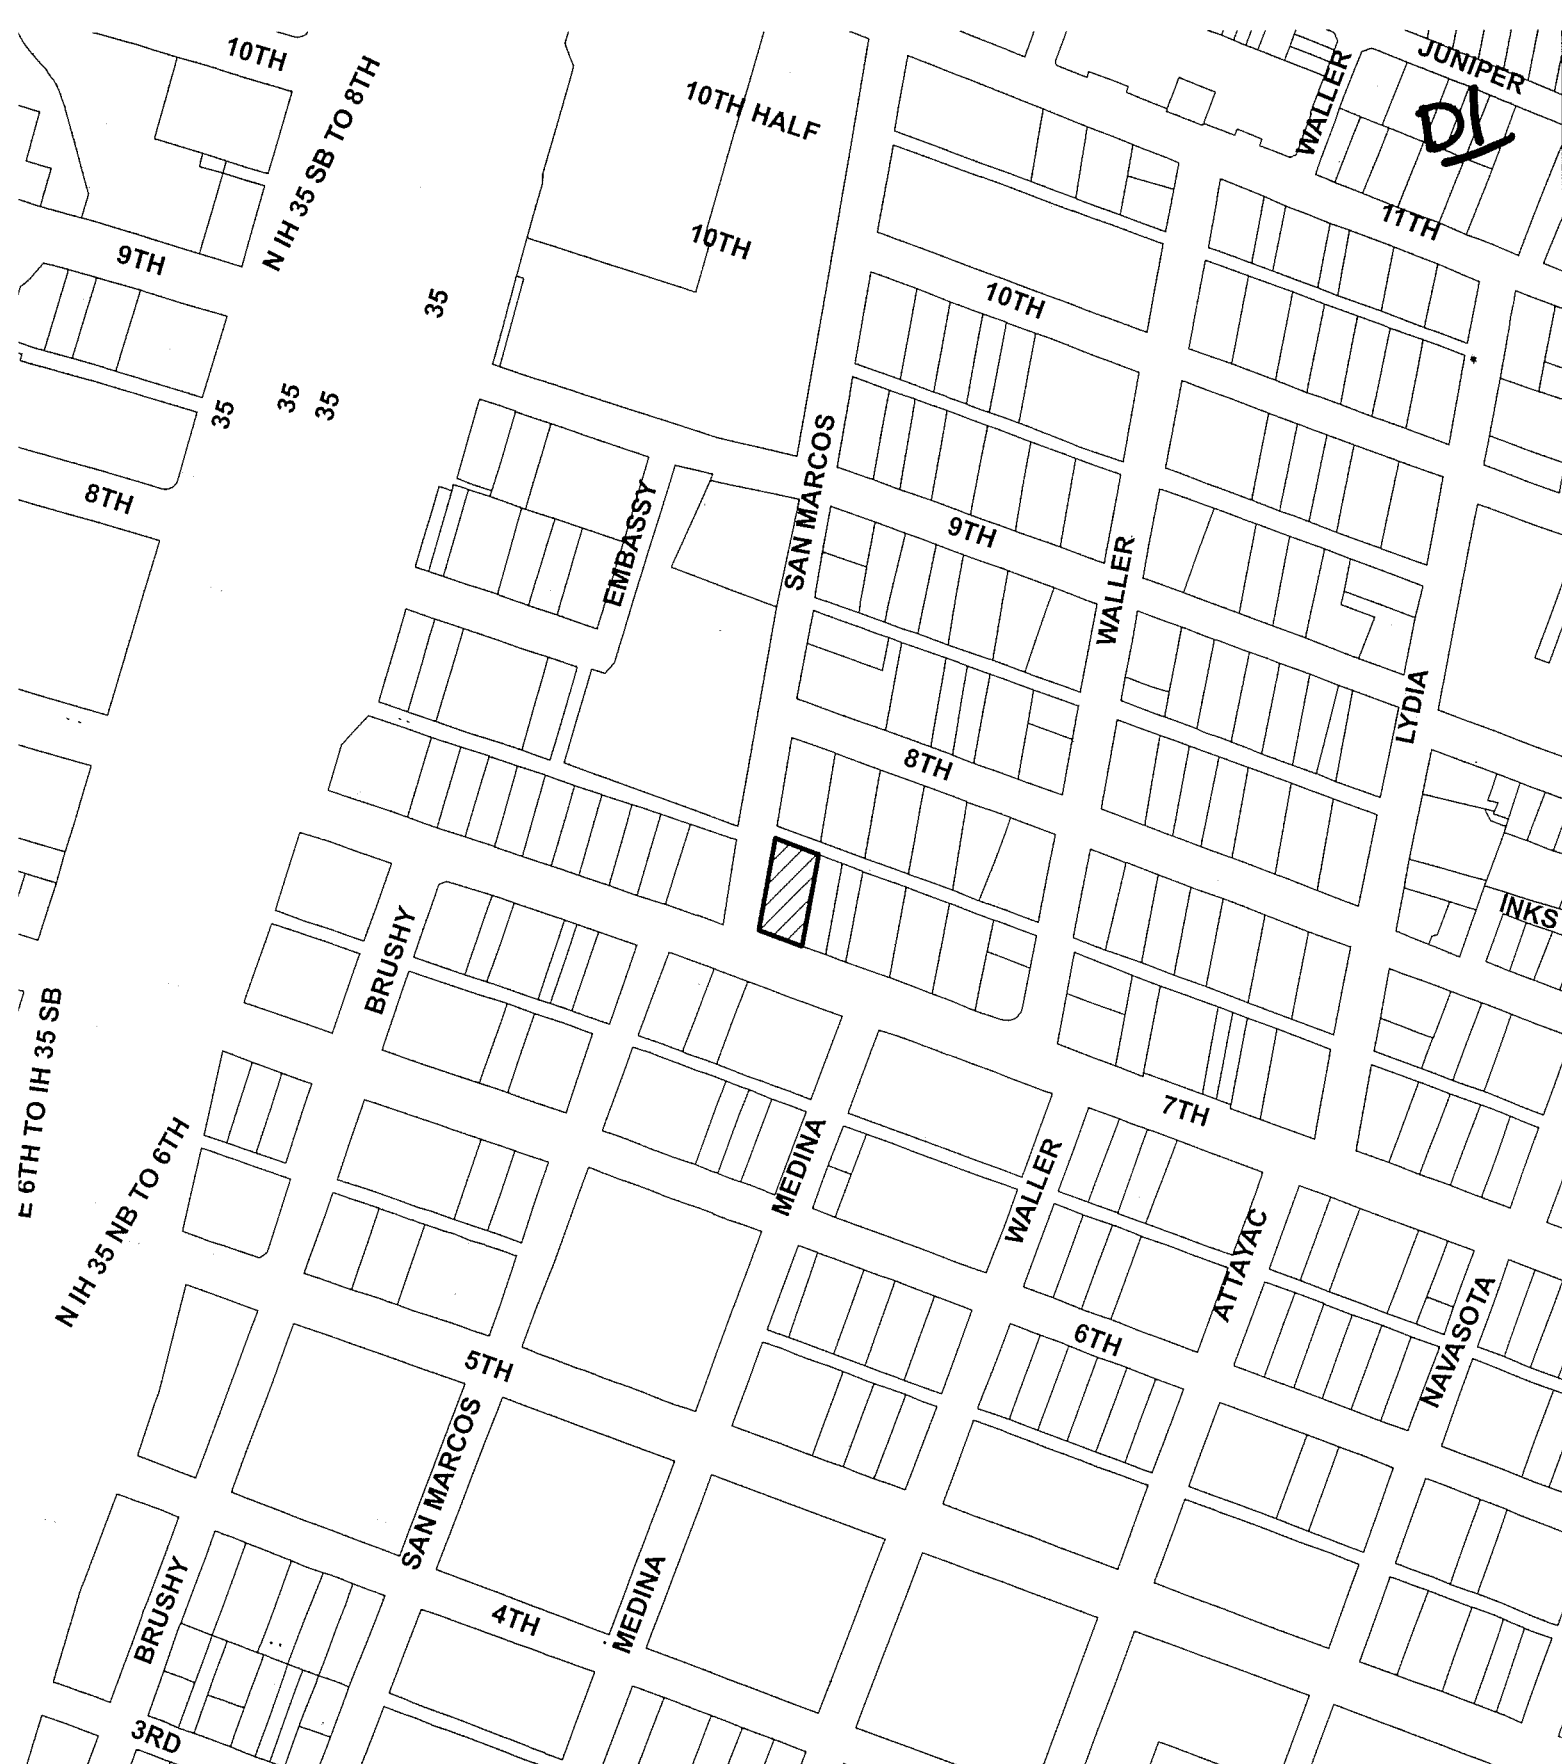 10TH
JUNIPER
WALLER
D1
N IH 35 SB TO 8TH
10TH HALF
11TH
10TH
9TH
10TH
35
35
35
35
SAN MARCOS
8TH
9TH
EMBASSY
WALLER
LYDIA
8TH
INKS
BRUSHY
E 6TH TO IH 35 SB
7TH
N IH 35 NB TO 6TH
MEDINA
WALLER
ATTAYAC
NAVASOTA
6TH
5TH
SAN MARCOS
4TH
MEDINA
BRUSHY
3RD